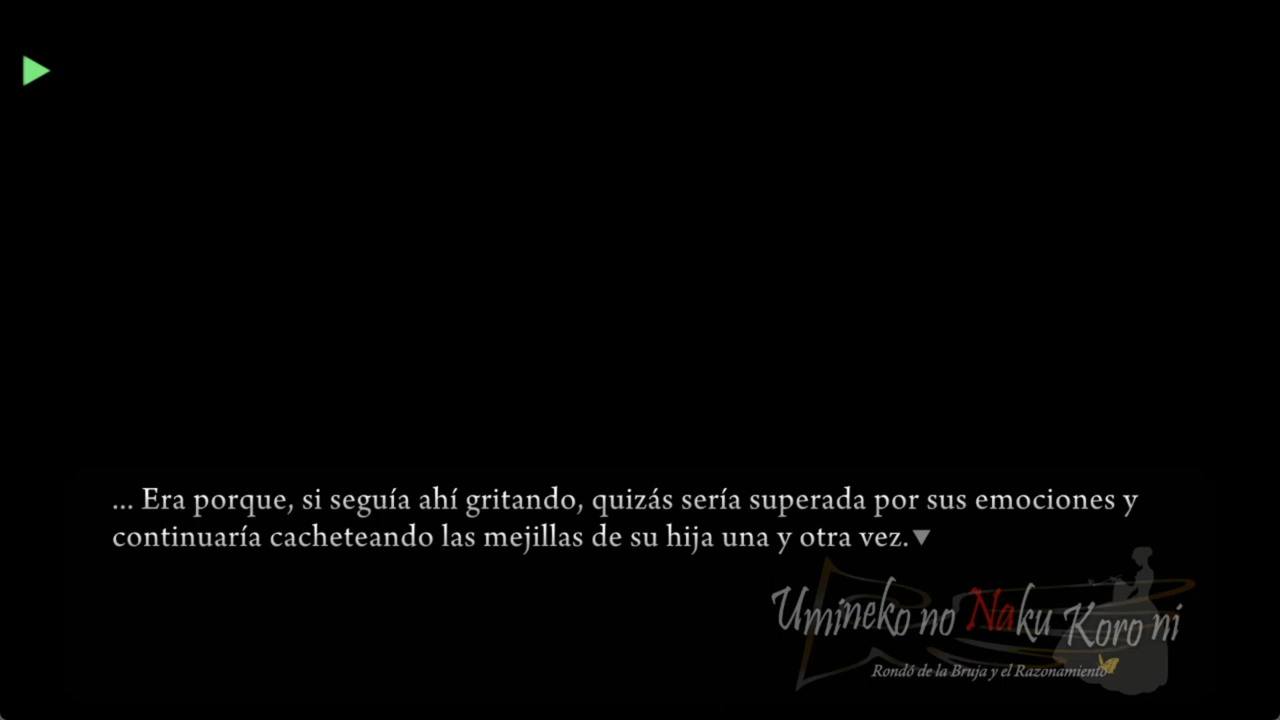 ... Era porque, si seguía ahí gritando, quizás sería superada por sus emociones y
continuaría cacheteando las mejillas de su hija una y otra vez.
Umineko no Naku Koro ni
Rondó de la Bruja y el Razonamiento